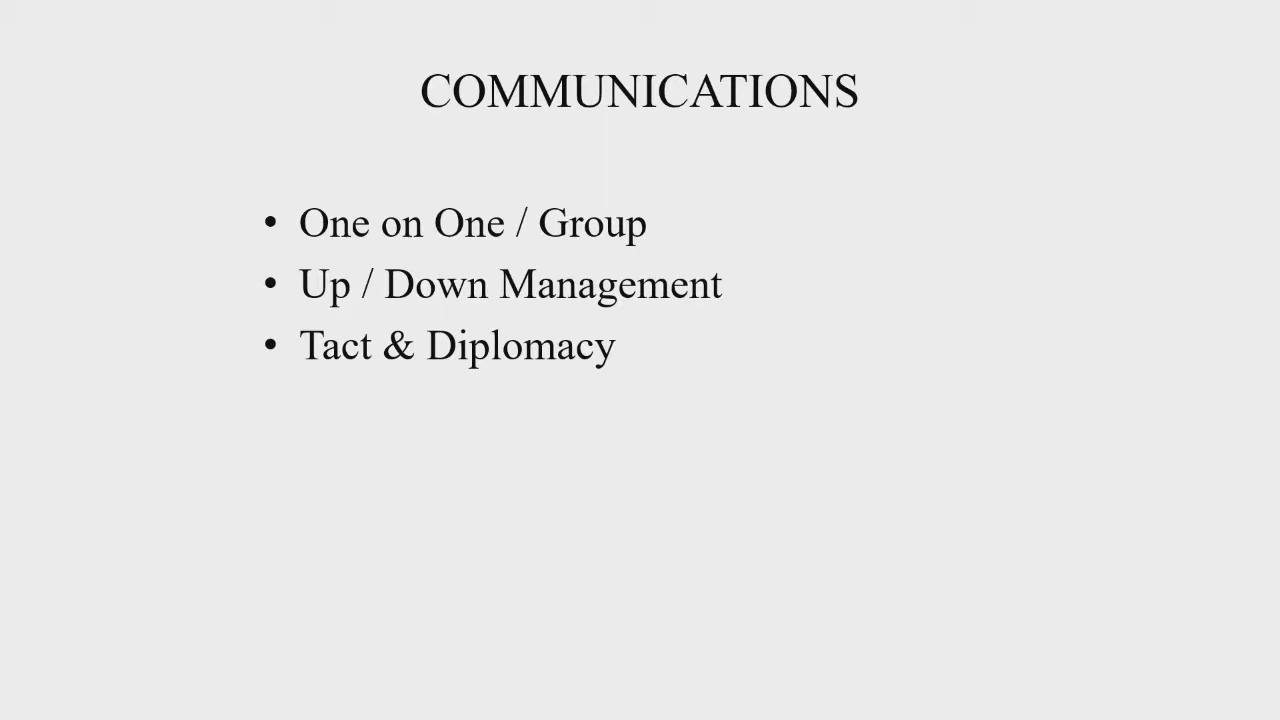 COMMUNICATIONS
• One on One / Group
• Up / Down Management
• Tact & Diplomacy